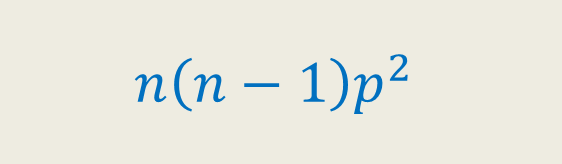 n(n − 1)p²